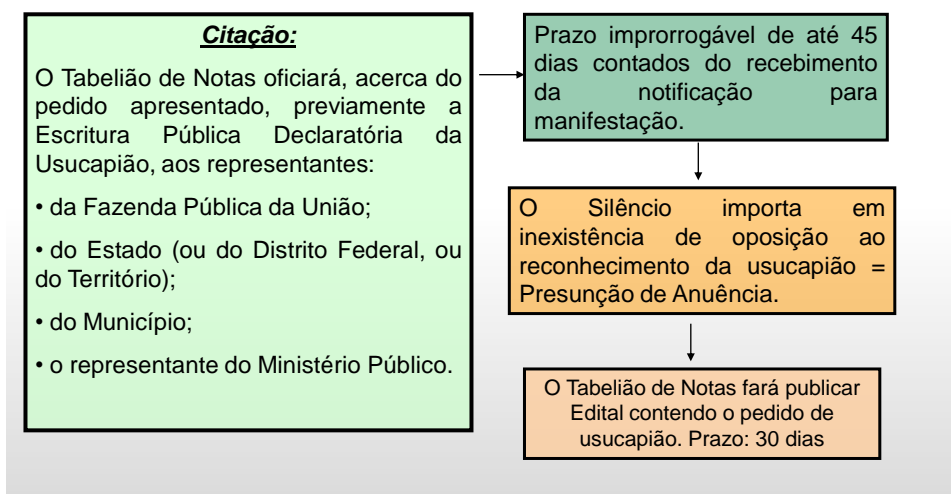 Citação:
O Tabelião de Notas oficiará, acerca do
pedido apresentado, previamente a
Escritura Pública Declaratória da
Usucapião, aos representantes:
• da Fazenda Pública da União;
• do Estado (ou do Distrito Federal, ou
do Território);
• do Município;
• o representante do Ministério Público.
Prazo improrrogável de até 45
dias contados do recebimento
da notificação para
manifestação.
O Silêncio importa em
inexistência de oposição ao
reconhecimento da usucapião =
Presunção de Anuência.
O Tabelião de Notas fará publicar
Edital contendo o pedido de
usucapião. Prazo: 30 dias